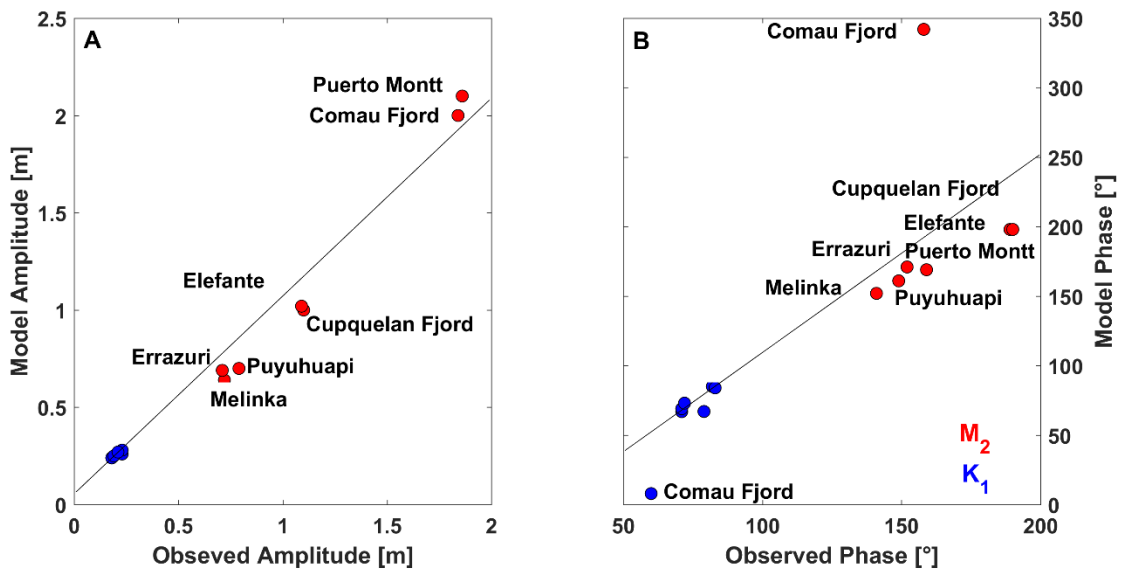 A
Puerto Montt
Comau Fjord
Elefante
Cupquelan Fjord
Errazuri
Puyuhuapi
Melinka
2.5
2
1.5
1
0.5
0
0
0.5
1
1.5
2
Model Amplitude [m]
Obseved Amplitude [m]
B
Comau Fjord
Cupquelan Fjord
Elefante
Errazuri
Puerto Montt
Melinka
Puyuhuapi
M2
K1
Comau Fjord
350
300
250
200
150
100
50
0
50
100
150
200
Model Phase [°]
Observed Phase [°]